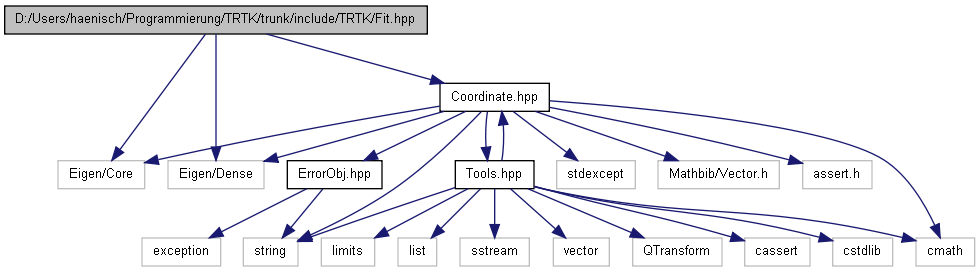 D:/Users/haenisch/Programmierung/TRTK/trunk/include/TRTK/Fit.hpp
Coordinate.hpp
Eigen/Core
Eigen/Dense
ErrorObj.hpp
Tools.hpp
stdexcept
Mathbib/Vector.h
assert.h
exception
string
limits
list
sstream
vector
QTransform
cassert
cstdlib
cmath